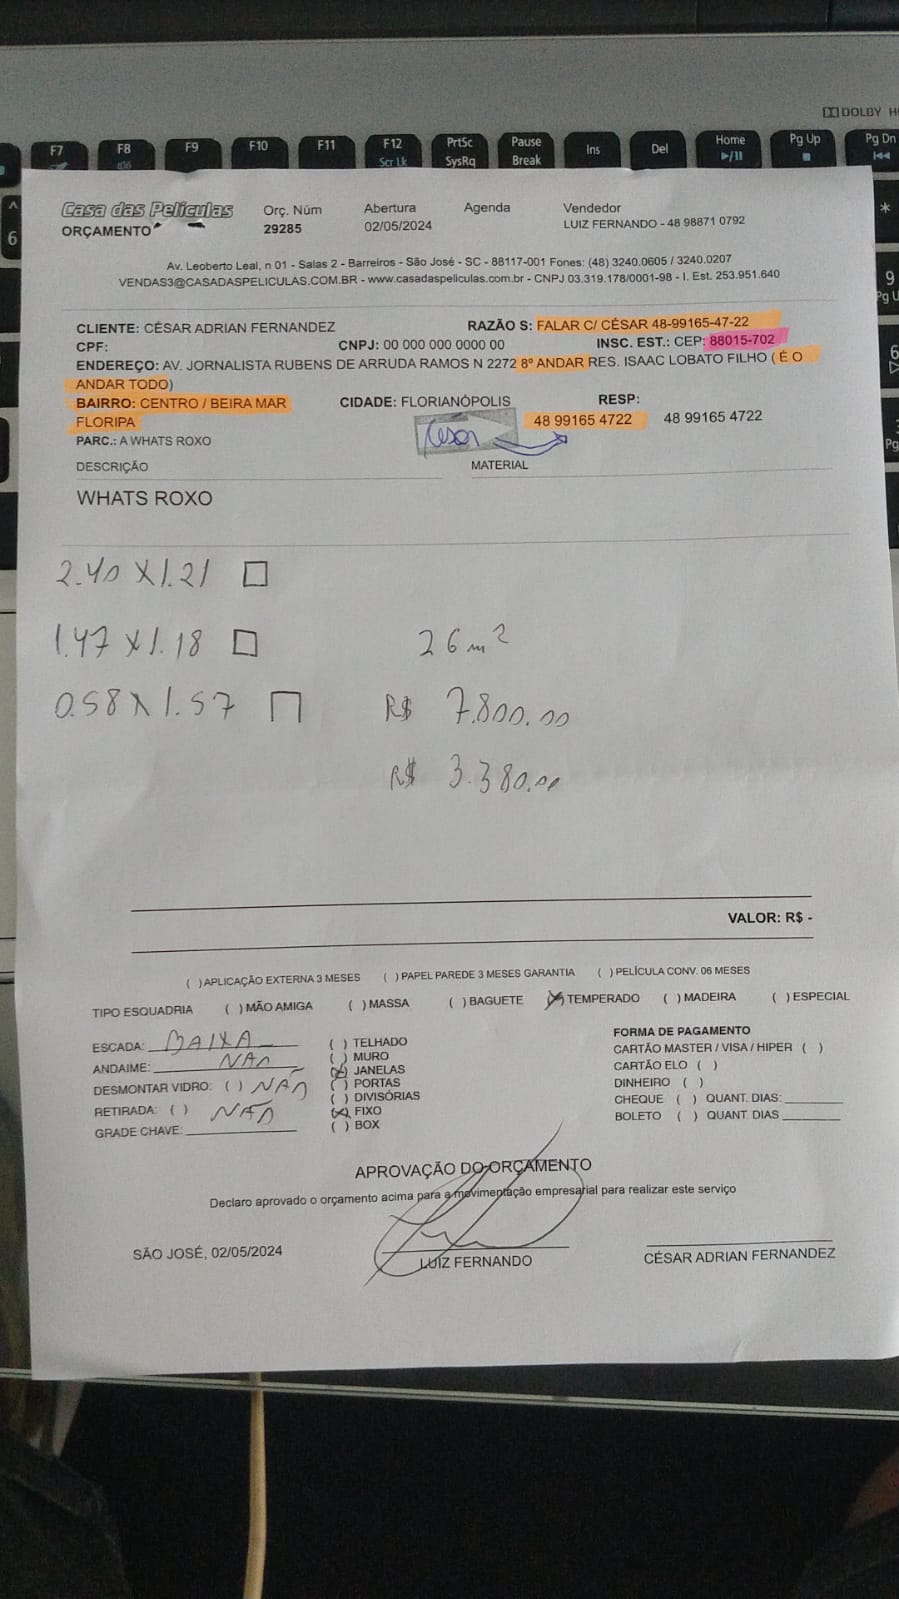 DOLBY
F7 F8 F9 F10 F11 F12 PrtSc Pause Ins Del Home Pg Up Pg Dn
Scr Lk SysRq Break
6
*
9
Pg U
Pg
Casa das Películas Orç. Núm Abertura Agenda Vendedor
ORÇAMENTO 29285 02/05/2024 LUIZ FERNANDO - 48 98871 0792
Av. Leoberto Leal, n 01 - Salas 2 - Barreiros - São José - SC - 88117-001 Fones: (48) 3240.0605 / 3240.0207
VENDAS3@CASADASPELICULAS.COM.BR - www.casadaspeliculas.com.br - CNPJ 03.319.178/0001-98 - I. Est. 253.951.640
CLIENTE: CÉSAR ADRIAN FERNANDEZ RAZÃO S: FALAR C/ CÉSAR 48-99165-47-22
CPF: CNPJ: 00 000 000 0000 00 INSC. EST.: CEP: 88015-702
ENDEREÇO: AV. JORNALISTA RUBENS DE ARRUDA RAMOS N 2272 8º ANDAR RES. ISAAC LOBATO FILHO ( É O
ANDAR TODO)
BAIRRO: CENTRO / BEIRA MAR CIDADE: FLORIANÓPOLIS RESP:
FLORIPA Cesar 48 99165 4722 48 99165 4722
PARC.: A WHATS ROXO
DESCRIÇÃO MATERIAL
WHATS ROXO
2.40 X 1.21
1.47 X 1.18 26 m²
0.58 X 1.57 R$ 7.800.00
R$ 3.380.00
VALOR: R$ -
( ) APLICAÇÃO EXTERNA 3 MESES ( ) PAPEL PAREDE 3 MESES GARANTIA ( ) PELÍCULA CONV. 06 MESES
TIPO ESQUADRIA ( ) MÃO AMIGA ( ) MASSA ( ) BAGUETE (X) TEMPERADO ( ) MADEIRA ( ) ESPECIAL
ESCADA: BAIXA ( ) TELHADO FORMA DE PAGAMENTO
ANDAIME: NÃO ( ) MURO CARTÃO MASTER / VISA / HIPER ( )
(X) JANELAS CARTÃO ELO ( )
DESMONTAR VIDRO: ( ) NÃO ( ) PORTAS DINHEIRO ( )
RETIRADA: ( ) NÃO ( ) DIVISÓRIAS CHEQUE ( ) QUANT. DIAS:
(X) FIXO BOLETO ( ) QUANT. DIAS
GRADE CHAVE: ( ) BOX
APROVAÇÃO DO ORÇAMENTO
Declaro aprovado o orçamento acima para a movimentação empresarial para realizar este serviço
SÃO JOSÉ, 02/05/2024 LUIZ FERNANDO CÉSAR ADRIAN FERNANDEZ